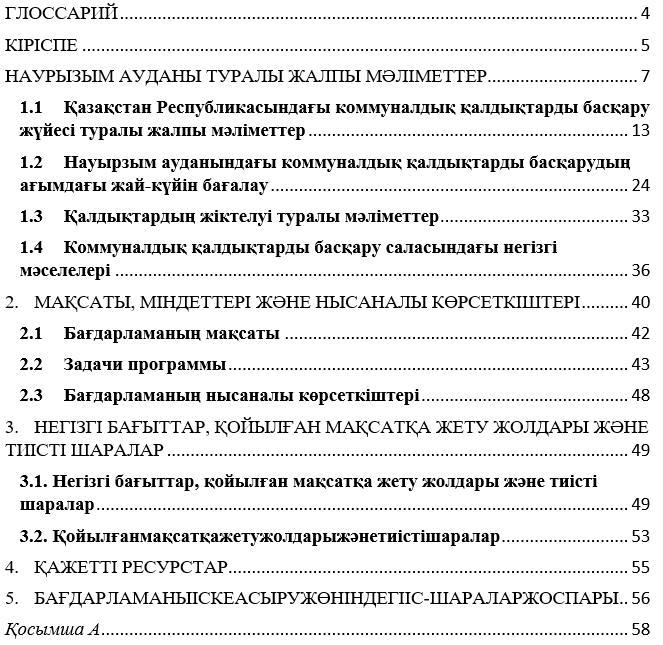 ГЛОССАРИЙ 4
КІРІСПЕ 5
НАУРЫЗЫМ АУДАНЫ ТУРАЛЫ ЖАЛПЫ МӘЛІМЕТТЕР 7
1.1 Қазақстан Республикасындағы коммуналдық қалдықтарды басқару
жүйесі туралы жалпы мәліметтер 13
1.2 Науырзым ауданындағы коммуналдық қалдықтарды басқарудың
ағымдағы жай-күйін бағалау 24
1.3 Қалдықтардың жіктелуі туралы мәліметтер 33
1.4 Коммуналдық қалдықтарды басқару саласындағы негізгі
мәселелері 36
2. МАҚСАТЫ, МІНДЕТТЕРІ ЖӘНЕ НЫСАНАЛЫ КӨРСЕТКІШТЕРІ 40
2.1 Бағдарламаның мақсаты 42
2.2 Задачи программы 43
2.3 Бағдарламаның нысаналы көрсеткіштері 48
3. НЕГІЗГІ БАҒЫТТАР, ҚОЙЫЛҒАН МАҚСАТҚА ЖЕТУ ЖОЛДАРЫ ЖӘНЕ
ТИІСТІ ШАРАЛАР 49
3.1. Негізгі бағыттар, қойылған мақсатқа жету жолдары және тиісті
шаралар 49
3.2. Қойылғанмақсатқажетужолдарыжәнетиістішаралар 53
4. ҚАЖЕТТІ РЕСУРСТАР 55
5. БАҒДАРЛАМАНЫІСКЕАСЫРУЖӨНІНДЕГІІС-ШАРАЛАРЖОСПАРЫ.. 56
Қосымша А 58